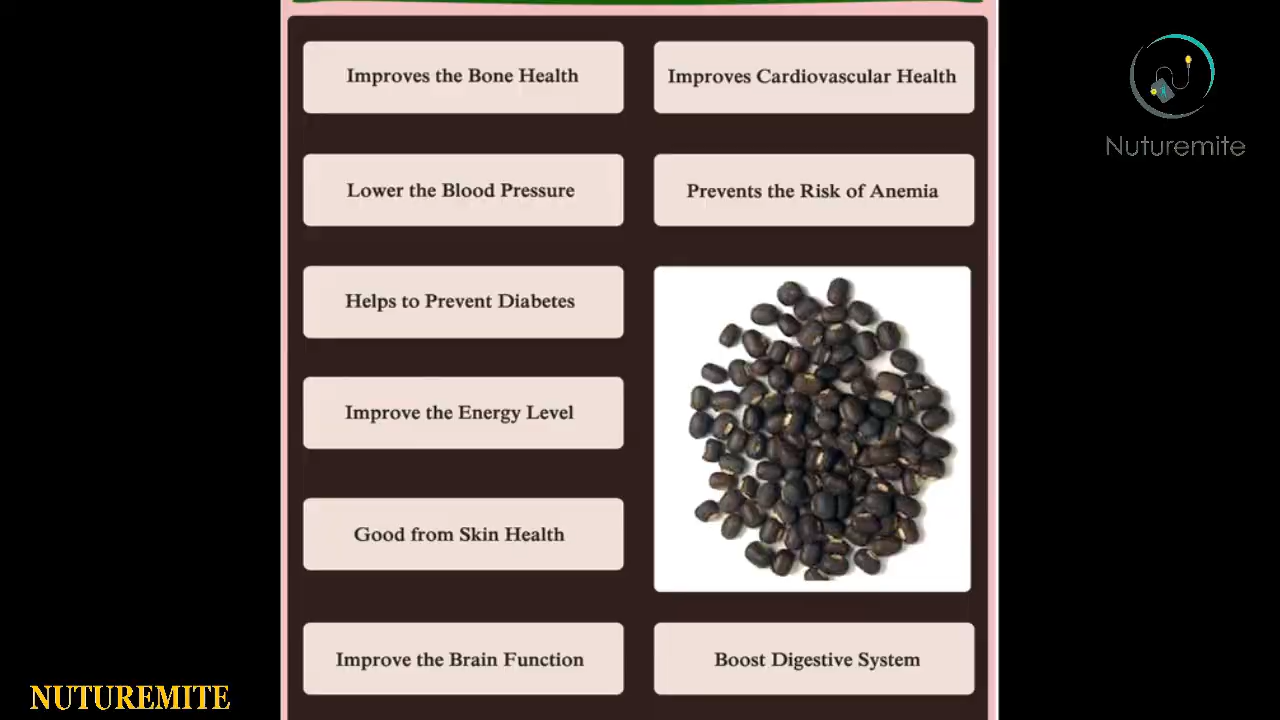 Improves the Bone Health
Improves Cardiovascular Health
Nuturemite
Lower the Blood Pressure
Prevents the Risk of Anemia
Helps to Prevent Diabetes
Improve the Energy Level
Good from Skin Health
Improve the Brain Function
Boost Digestive System
NUTUREMITE